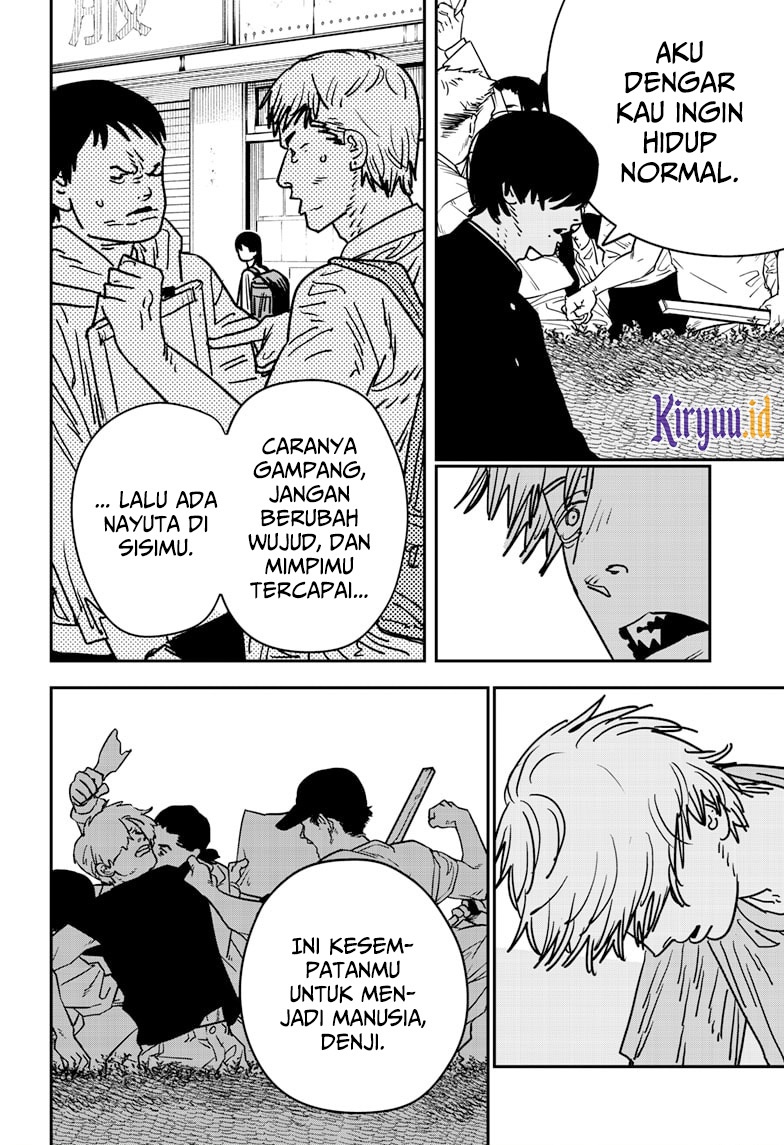 AKU
DENGAR
KAU INGIN
HIDUP
NORMAL.
服
CARANYA
GAMPANG,
JANGAN
BERUBAH
WUJUD, DAN
MIMPIMU
TERCAPAI...
... LALU ADA
NAYUTA DI
SISIMU.
Kiryuu.id
INI KESEM-
PATANMU
UNTUK MEN-
JADI MANUSIA,
DENJI.